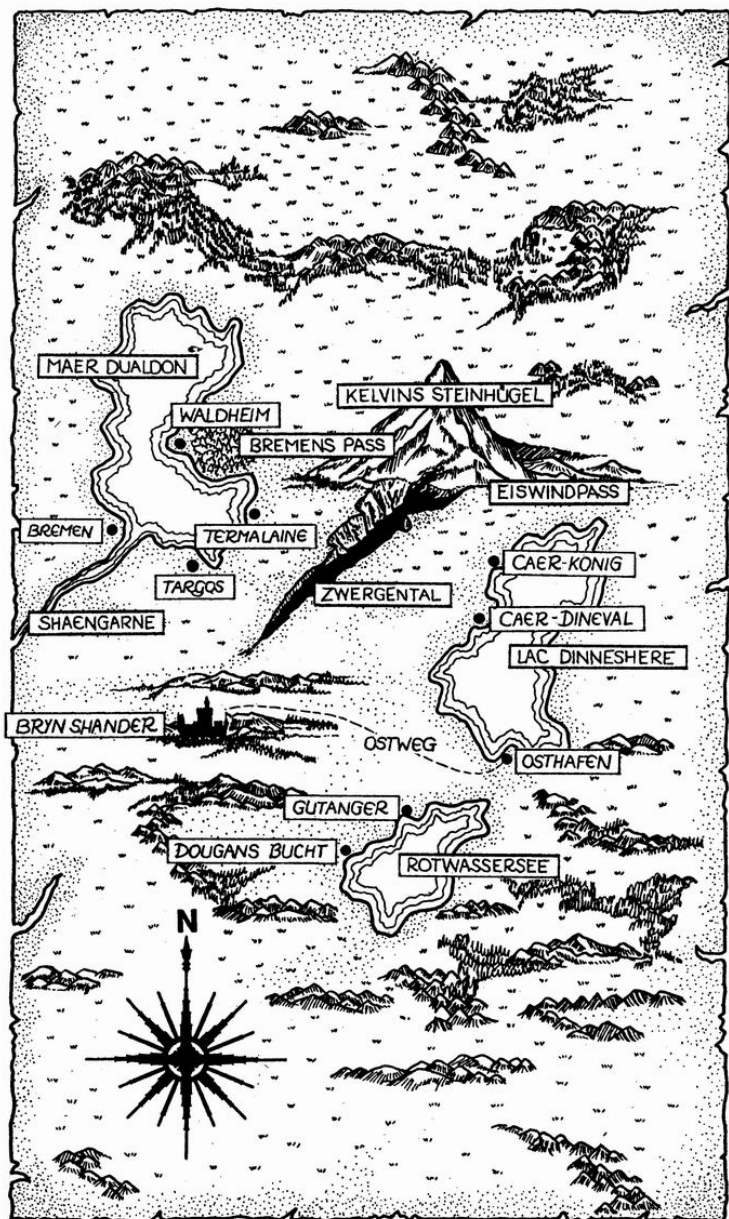 MAER DUALDON
KELVINS STEINHÜGEL
WALDHEIM
BREMENS PASS
EISWINDPASS
BREMEN
TERMALAINE
CAER-KÖNIG
TARGOS
ZWERGENTAL
SHAENGARNE
CAER-DINEVAL
LAC DINNESHERE
BRYN SHANDER
OSTWEG
OSTHAFEN
GUTANGER
DOUGANS BUCHT
ROTWASSERSEE
N